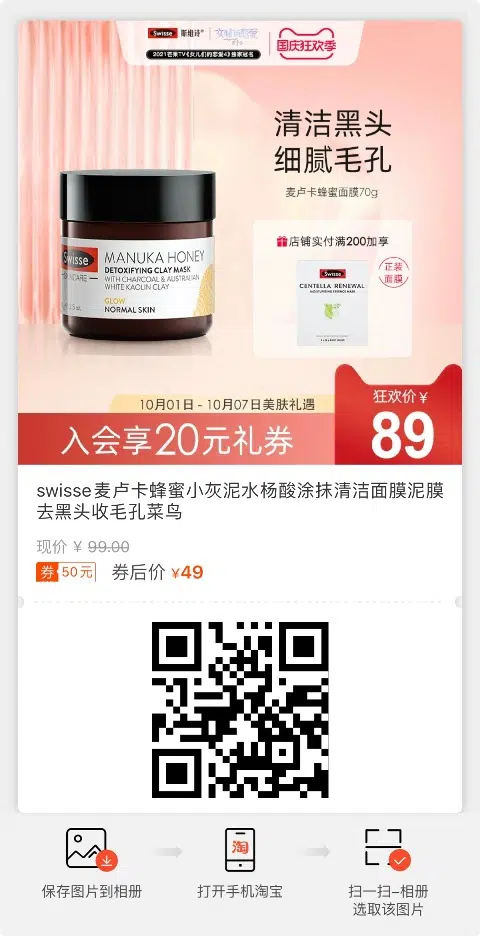 Swisse 斯维诗
2021芒果TV《女儿们的恋爱4》独家冠名
国庆狂欢季
清洁黑头
细腻毛孔
麦卢卡蜂蜜面膜70g
店铺实付满200加享
Swisse
CENTELLA RENEWAL
正装
面膜
Swisse
SKINCARE
MANUKA HONEY
DETOXIFYING CLAY MASK
WITH CHARCOAL & AUSTRALIAN
WHITE KAOLIN CLAY
GLOW
NORMAL SKIN
10月01日 - 10月07日美肤礼遇
入会享20元礼券
狂欢价¥
89
swisse麦卢卡蜂蜜小灰泥水杨酸涂抹清洁面膜泥膜
去黑头收毛孔菜鸟
现价 ¥ 99.00
券 50元 券后价 ¥49
淘
保存图片到相册
打开手机淘宝
扫一扫-相册
选取该图片